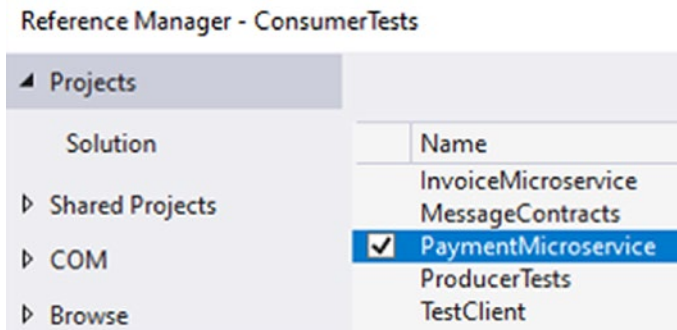 Reference Manager - ConsumerTests
Projects
Solution
Shared Projects
COM
Browse
Name
InvoiceMicroservice
MessageContracts
PaymentMicroservice
ProducerTests
TestClient